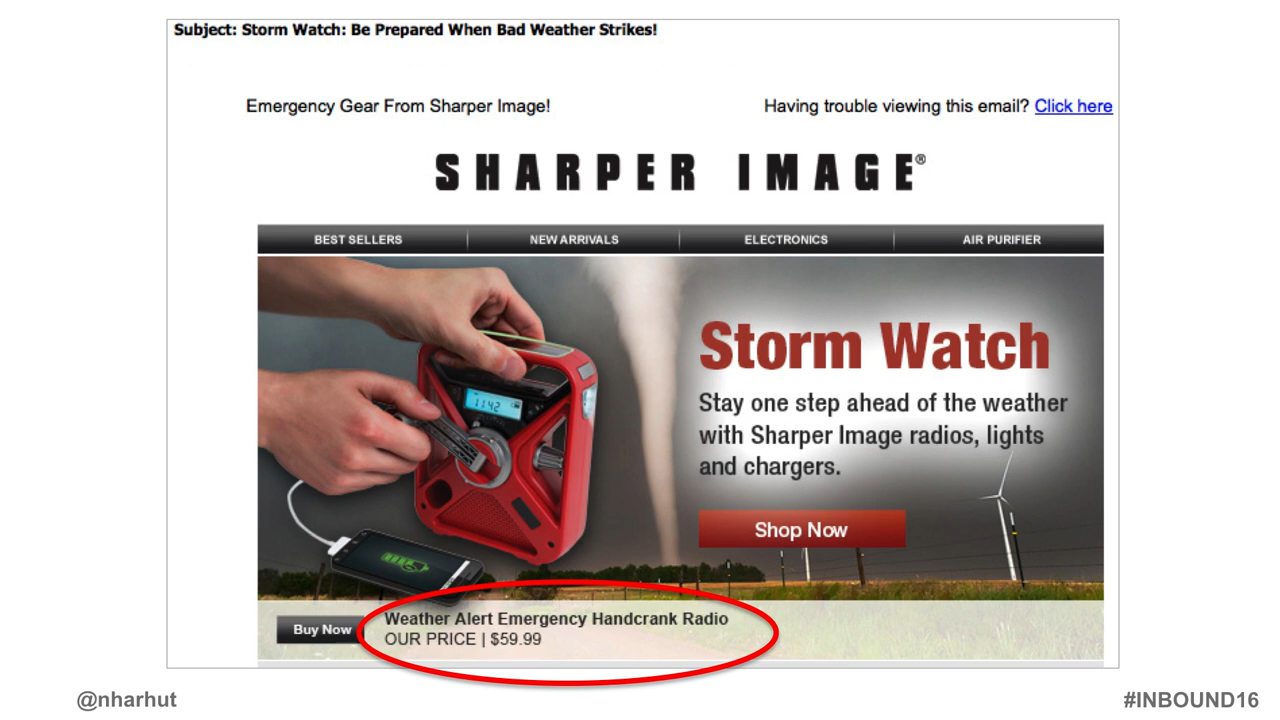 Subject: Storm Watch: Be Prepared When Bad Weather Strikes!
Emergency Gear From Sharper Image!
Having trouble viewing this email? Click here
SHARPER IMAGE®
BEST SELLERS
NEW ARRIVALS
ELECTRONICS
AIR PURIFIER
1142
Storm Watch
Stay one step ahead of the weather
with Sharper Image radios, lights
and chargers.
Shop Now
Buy Now
Weather Alert Emergency Handcrank Radio
OUR PRICE | $59.99
@nharhut
#INBOUND16